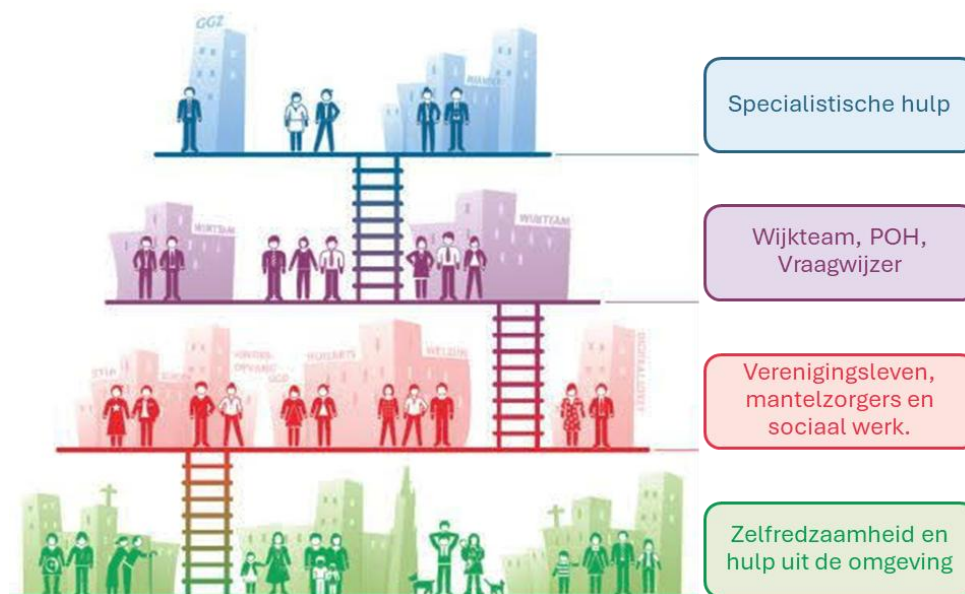 GGZ
Specialistische hulp
WIJKTEAM
WIJKTEAM
Wijkteam, POH,
Vraagwijzer
HUISARTS
WELZIJN
Verenigingsleven,
mantelzorgers en
sociaal werk.
Zelfredzaamheid en
hulp uit de omgeving